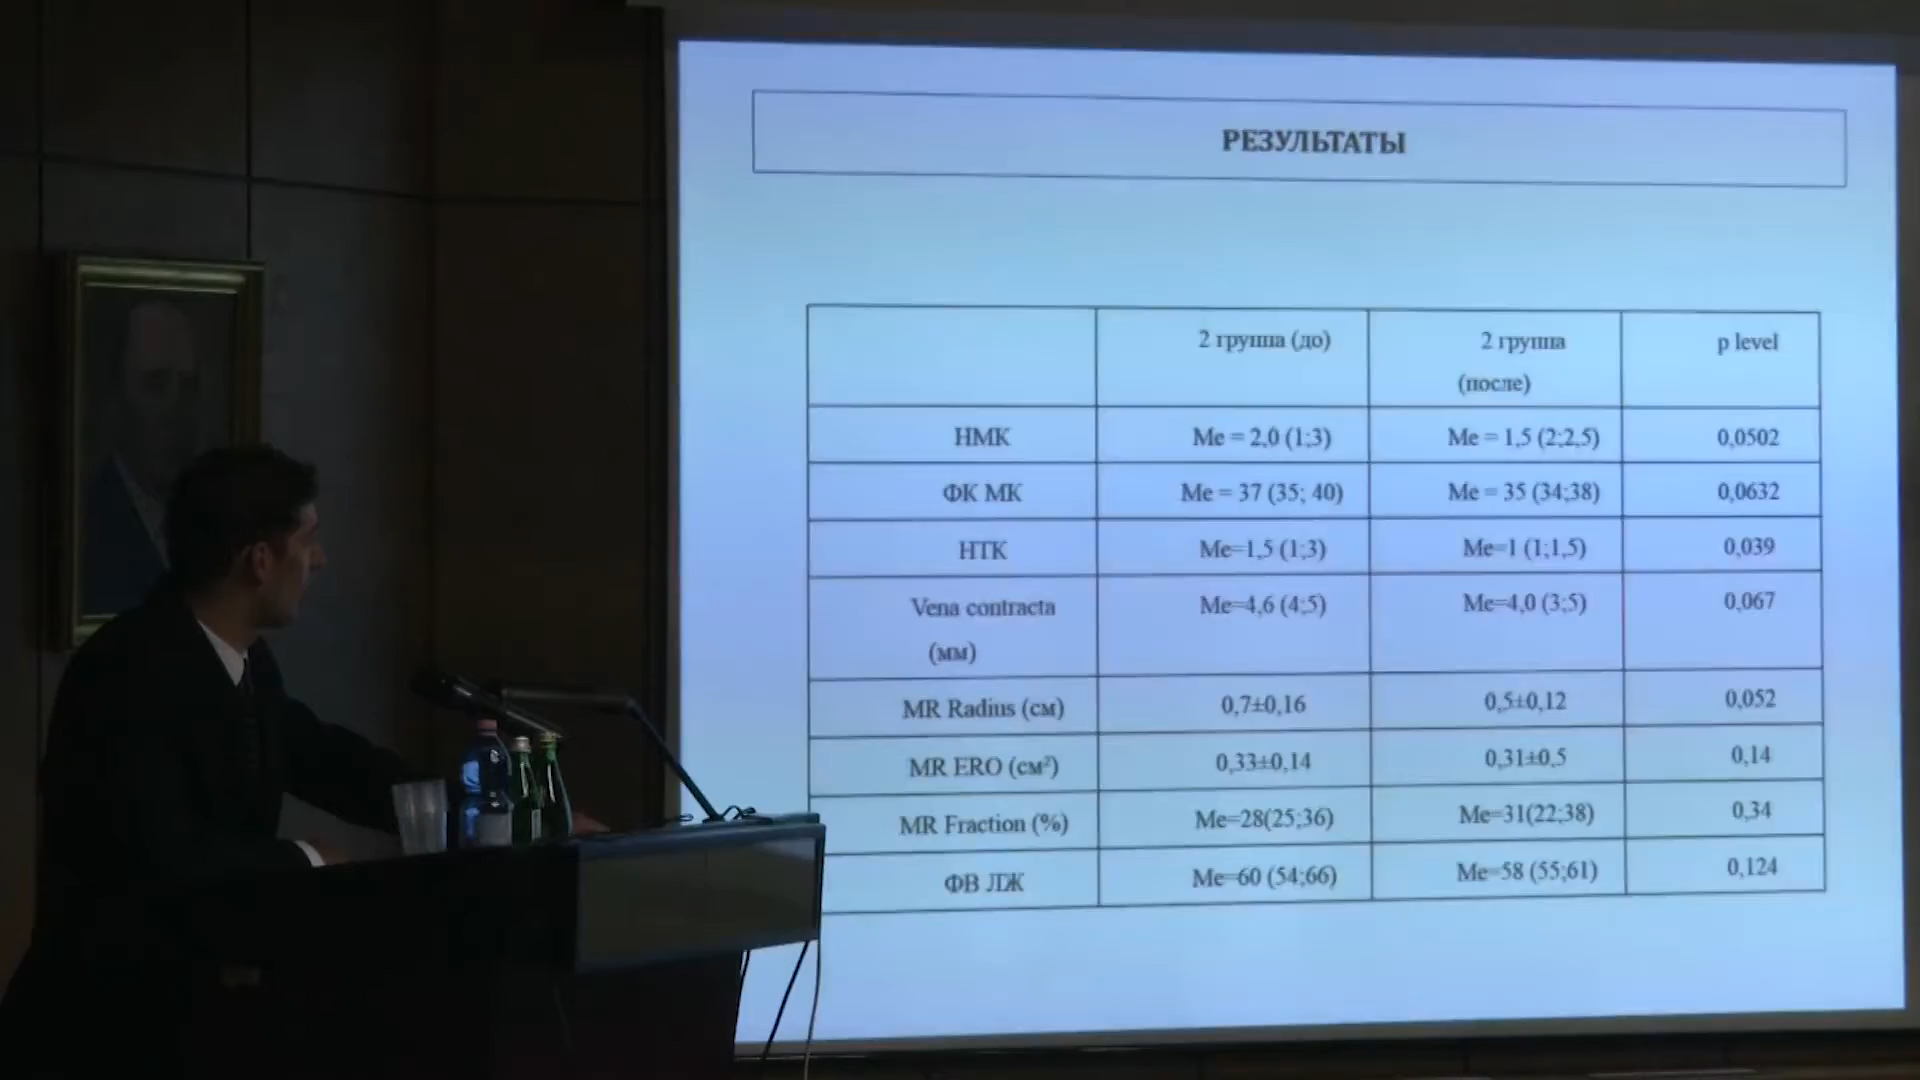 РЕЗУЛЬТАТЫ
2 группа (до) 2 группа (после) p level
НМК Me = 2,0 (1;3) Me = 1,5 (2;2,5) 0,0502
ФК МК Me = 37 (35; 40) Me = 35 (34;38) 0,0632
НТК Me=1,5 (1;3) Me=1 (1;1,5) 0,039
Vena contracta (мм) Me=4,6 (4;5) Me=4,0 (3;5) 0,067
MR Radius (см) 0,7±0,16 0,5±0,12 0,052
MR ERO (см²) 0,33±0,14 0,31±0,5 0,14
MR Fraction (%) Me=28(25;36) Me=31(22;38) 0,34
ФВ ЛЖ Me=60 (54;66) Me=58 (55;61) 0,124